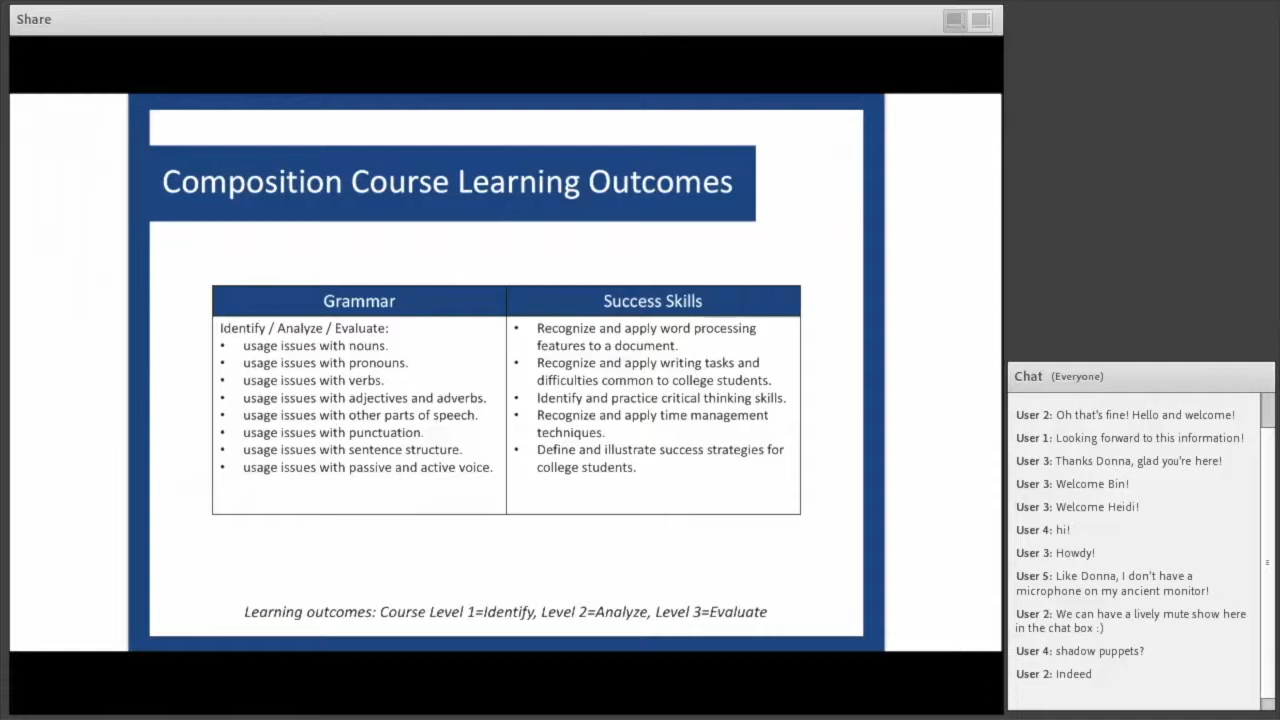 Share
Composition Course Learning Outcomes
Grammar
Identify / Analyze / Evaluate:
• usage issues with nouns.
• usage issues with pronouns.
• usage issues with verbs.
• usage issues with adjectives and adverbs.
• usage issues with other parts of speech.
• usage issues with punctuation.
• usage issues with sentence structure.
• usage issues with passive and active voice.
Success Skills
• Recognize and apply word processing
features to a document.
• Recognize and apply writing tasks and
difficulties common to college students.
• Identify and practice critical thinking skills.
• Recognize and apply time management
techniques.
• Define and illustrate success strategies for
college students.
Learning outcomes: Course Level 1=Identify, Level 2=Analyze, Level 3=Evaluate
Chat (Everyone)
User 2: Oh that's fine! Hello and welcome!
User 1: Looking forward to this information!
User 3: Thanks Donna, glad you're here!
User 3: Welcome Bin!
User 3: Welcome Heidi!
User 4: hi!
User 3: Howdy!
User 5: Like Donna, I don't have a
microphone on my ancient monitor!
User 2: We can have a lively mute show here
in the chat box :)
User 4: shadow puppets?
User 2: Indeed